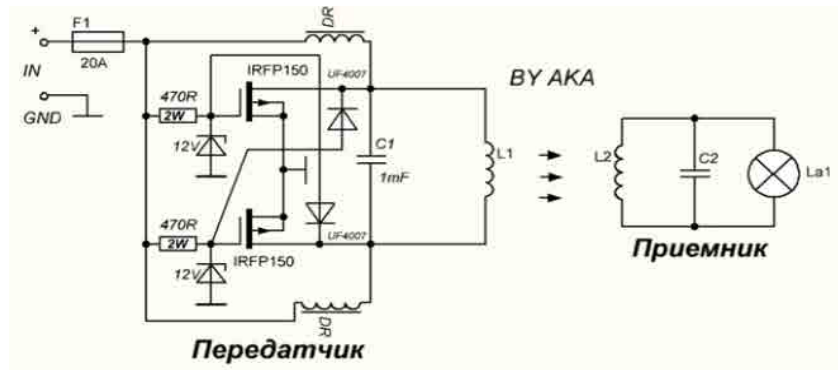 +
F1
20A
IN
GND
DR
IRFP150
UF4007
BY AKA
470R
2W
12V
C1
1mF
L1
L2
C2
La1
470R
2W
12V
IRFP150
UF4007
DR
Приемник
Передатчик